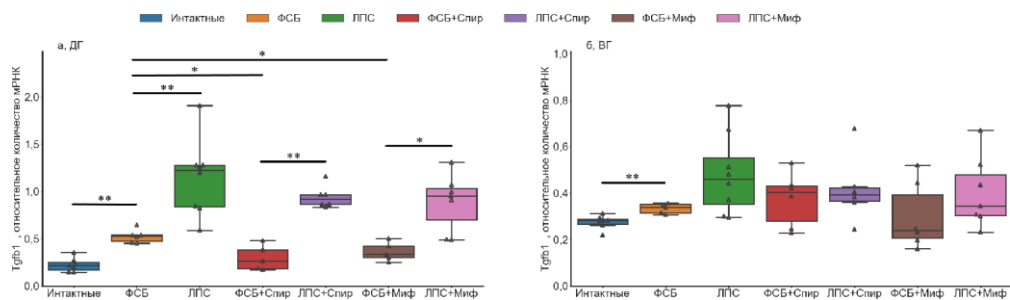 Интактные ФСБ ЛПС ФСБ+Спир ЛПС+Спир ФСБ+Миф ЛПС+Миф
а, ДГ
Tgfb1 , относительное количество мРНК
2,0
1,5
1,0
0,5
0,0
** ** * * ** *
Интактные ФСБ ЛПС ФСБ+Спир ЛПС+Спир ФСБ+Миф ЛПС+Миф
б, ВГ
Tgfb1 , относительное количество мРНК
1,0
0,8
0,6
0,4
0,2
0,0
**
Интактные ФСБ ЛПС ФСБ+Спир ЛПС+Спир ФСБ+Миф ЛПС+Миф